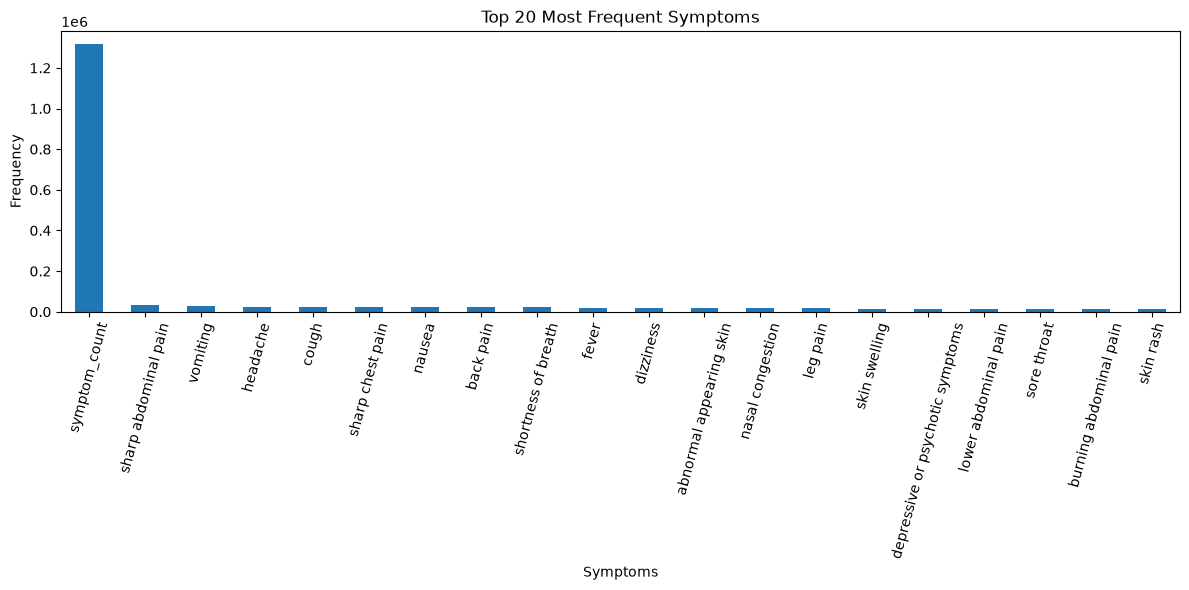 Top 20 Most Frequent Symptoms
1e6
1.2
1.0
0.8
0.6
0.4
0.2
0.0
Frequency
symptom_count
sharp abdominal pain
vomiting
headache
cough
sharp chest pain
nausea
back pain
shortness of breath
fever
dizziness
abnormal appearing skin
nasal congestion
leg pain
skin swelling
depressive or psychotic symptoms
lower abdominal pain
sore throat
burning abdominal pain
skin rash
Symptoms